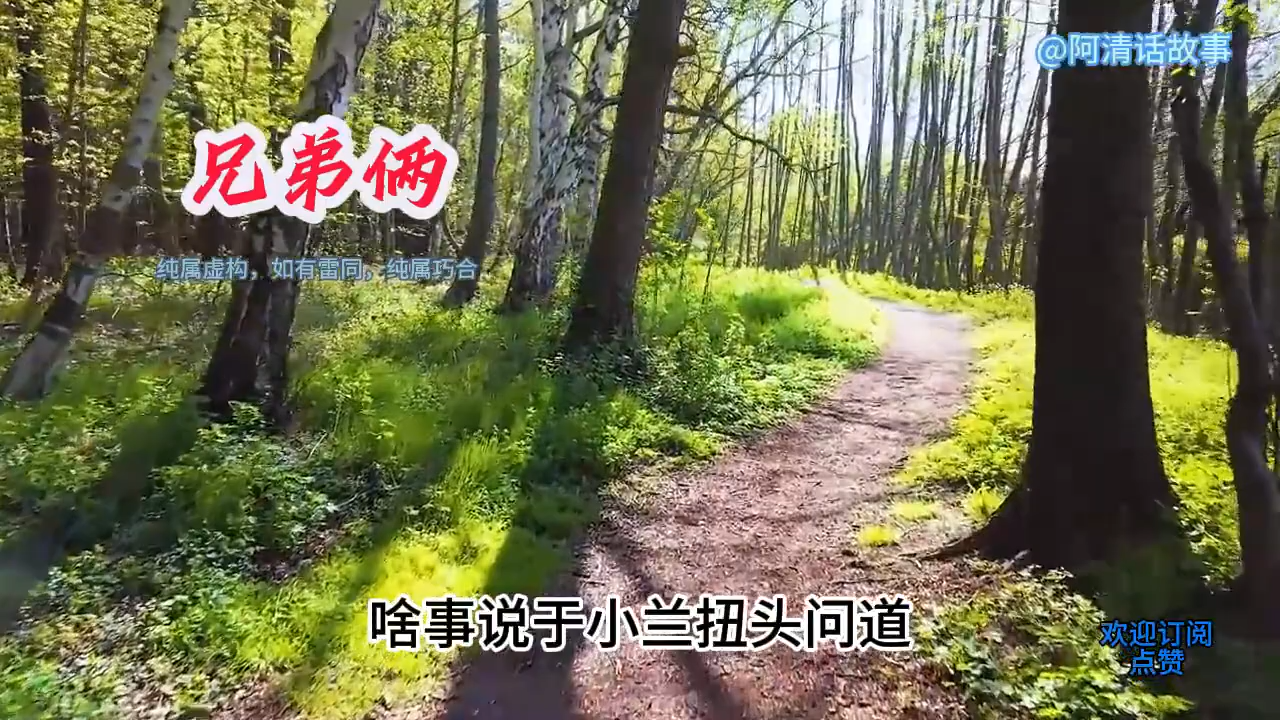 @阿清话故事
兄弟俩
纯属虚构，如有雷同，纯属巧合
啥事说于小兰扭头问道
欢迎订阅
点赞